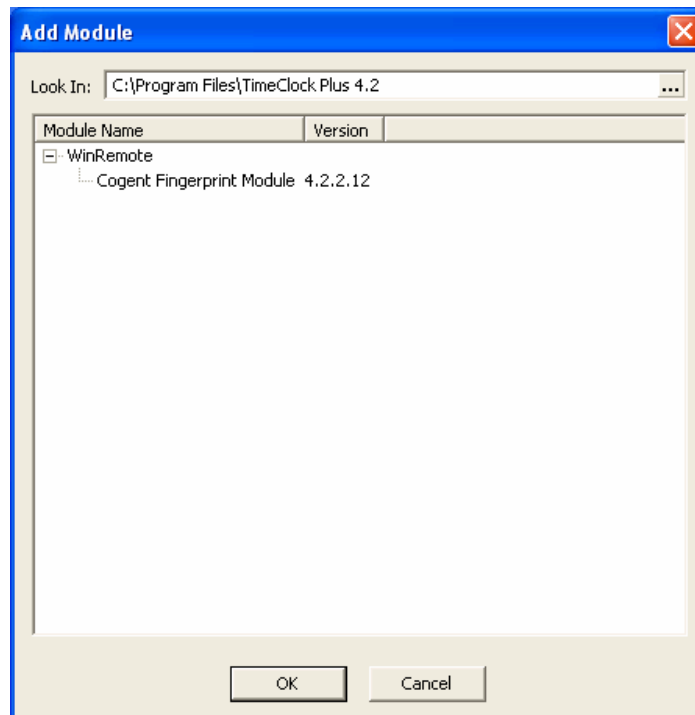 Add Module
Look In: C:\Program Files\TimeClock Plus 4.2 ...
Module Name Version
WinRemote
Cogent Fingerprint Module 4.2.2.12
OK Cancel